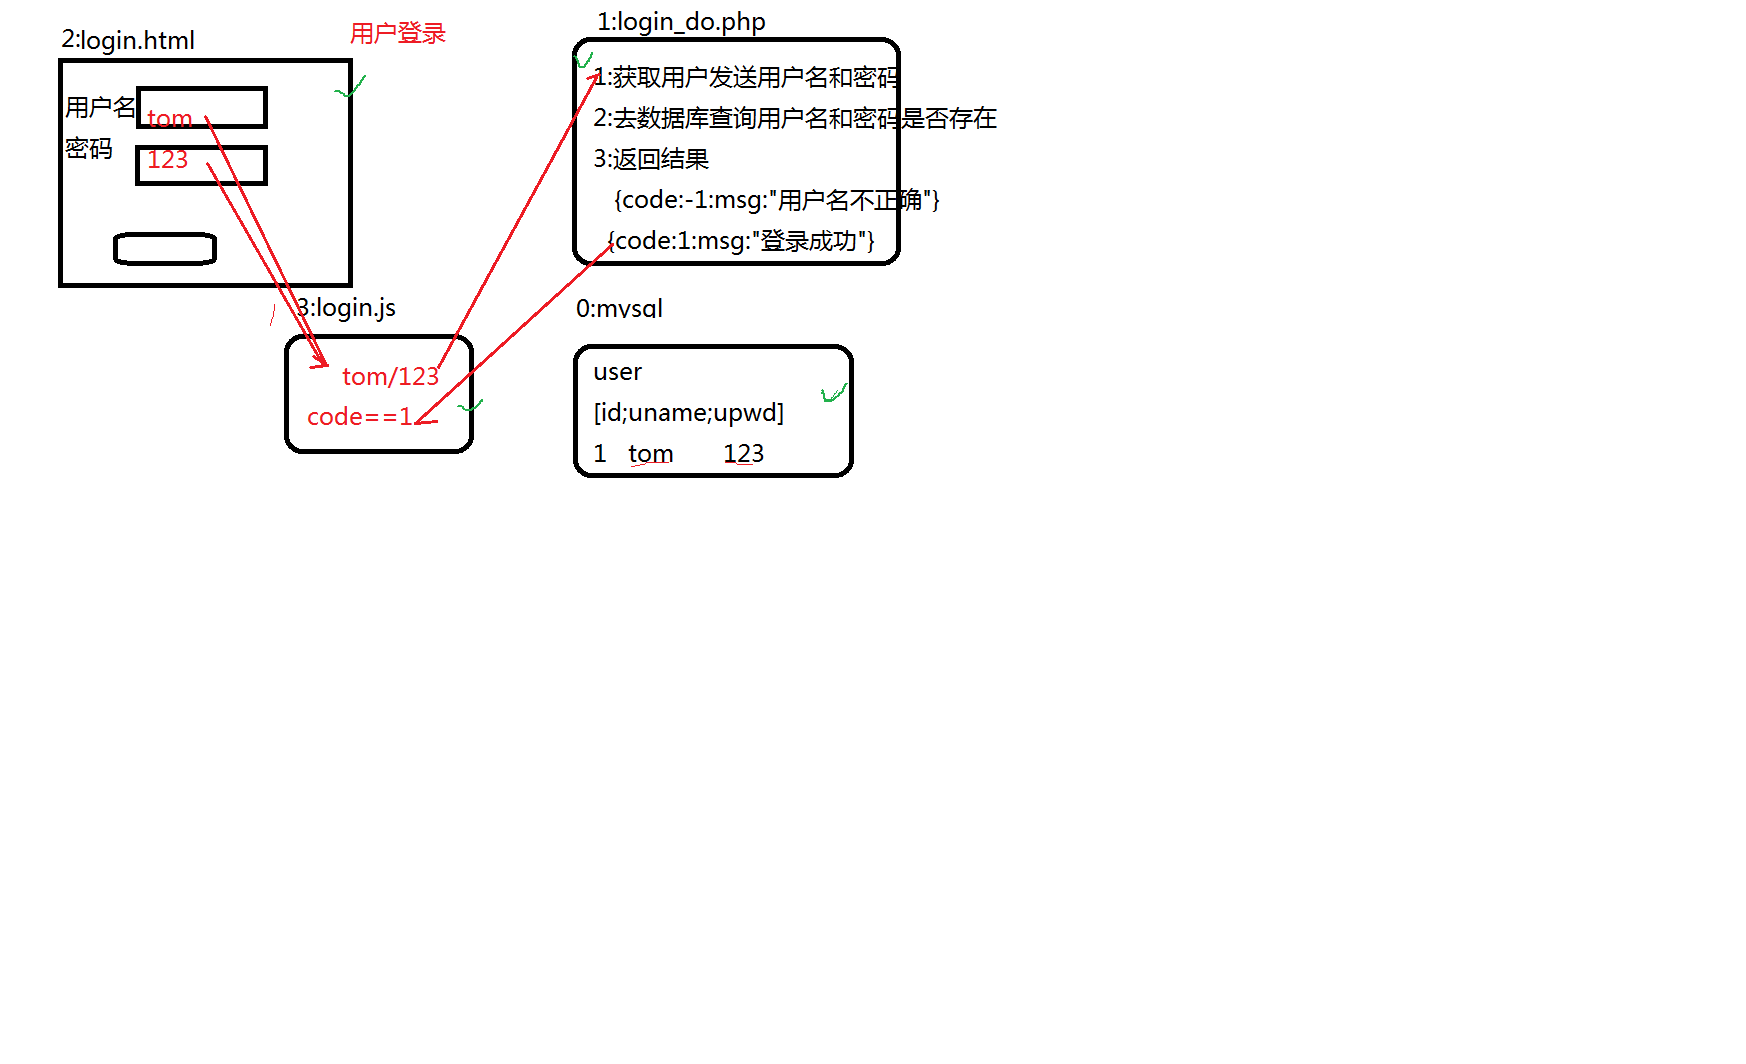 2:login.html
用户登录
用户名
tom
密码
123
1:login_do.php
1:获取用户发送用户名和密码
2:去数据库查询用户名和密码是否存在
3:返回结果
{code:-1:msg:"用户名不正确"}
{code:1:msg:"登录成功"}
3:login.js
tom/123
code==1
0:mysql
user
[id;uname;upwd]
1 tom 123